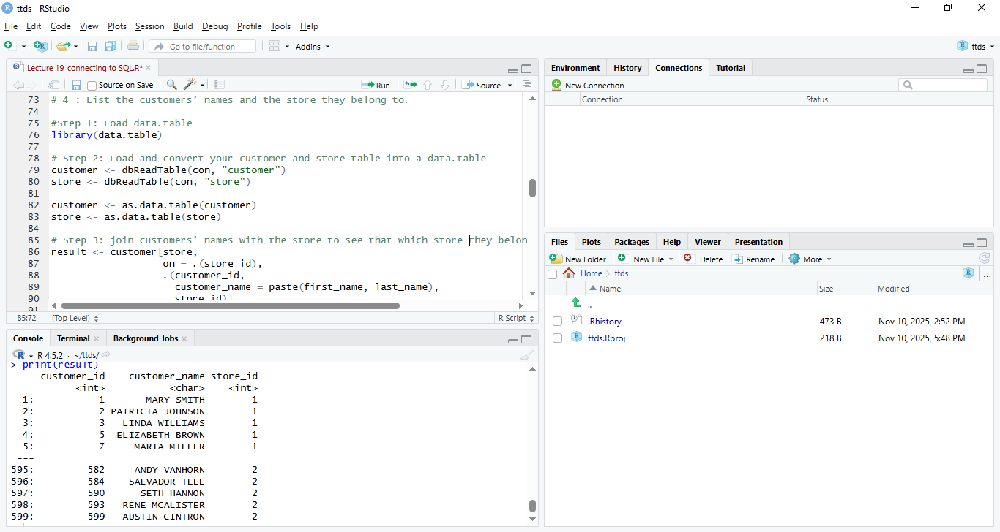 ttds - RStudio
File Edit Code View Plots Session Build Debug Profile Tools Help
Go to file/function Addins ttds
Lecture 19_connecting to SQL.R*
Source on Save Run Source
73 # 4 : List the customers’ names and the store they belong to.
74
75 #Step 1: Load data.table
76 library(data.table)
77
78 # Step 2: Load and convert your customer and store table into a data.table
79 customer <- dbReadTable(con, "customer")
80 store <- dbReadTable(con, "store")
81
82 customer <- as.data.table(customer)
83 store <- as.data.table(store)
84
85 # Step 3: join customers’ names with the store to see that which store they belon
86 result <- customer[store,
87 on = .(store_id),
88 .(customer_id,
89 customer_name = paste(first_name, last_name),
90 store_id)]
91
85:72 (Top Level) R Script
Console Terminal Background Jobs
R 4.5.2 · ~/ttds/
> print(result)
customer_id customer_name store_id
<int> <char> <int>
1: 1 MARY SMITH 1
2: 2 PATRICIA JOHNSON 1
3: 3 LINDA WILLIAMS 1
4: 5 ELIZABETH BROWN 1
5: 7 MARIA MILLER 1
---
595: 582 ANDY VANHORN 2
596: 584 SALVADOR TEEL 2
597: 590 SETH HANNON 2
598: 593 RENE MCALISTER 2
599: 599 AUSTIN CINTRON 2
Environment History Connections Tutorial
New Connection
Connection Status
Files Plots Packages Help Viewer Presentation
New Folder New File Delete Rename More
Home ttds ...
Name Size Modified
..
.Rhistory 473 B Nov 10, 2025, 2:52 PM
ttds.Rproj 218 B Nov 10, 2025, 5:48 PM